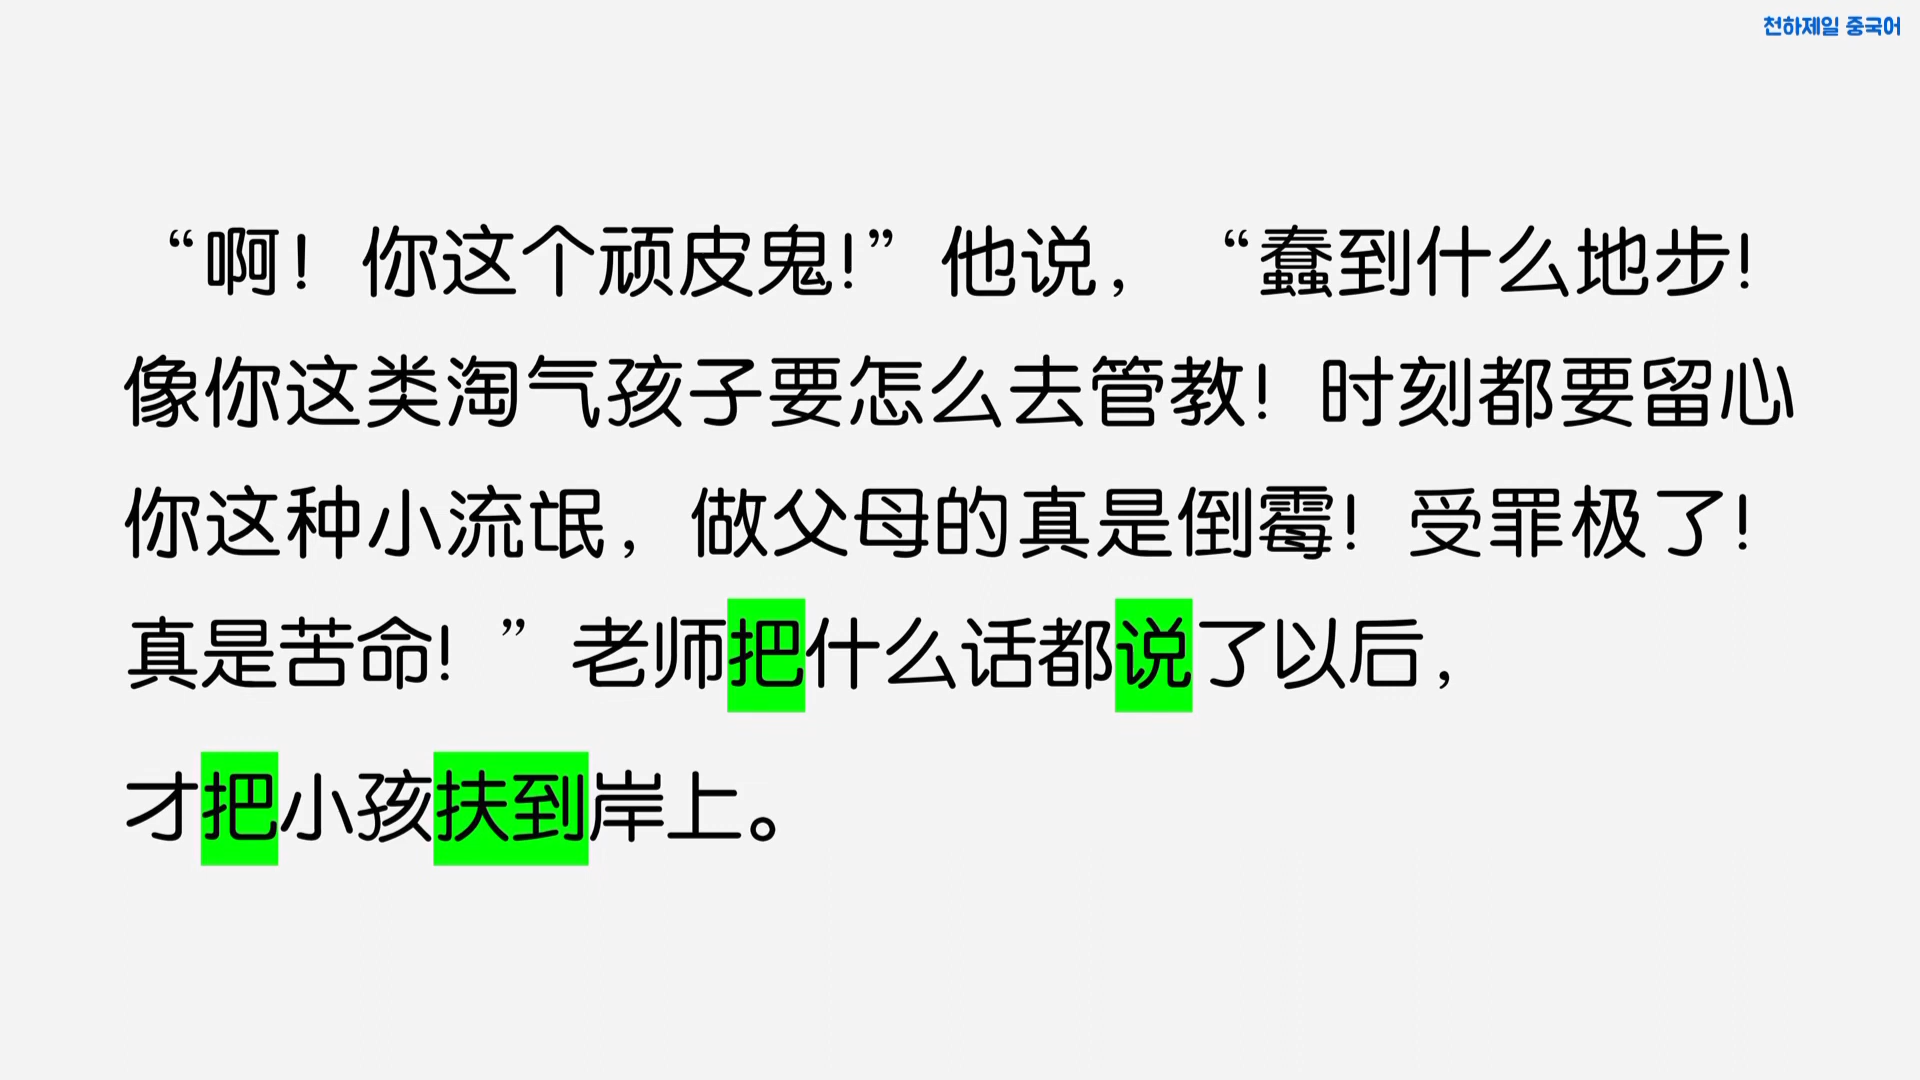 천하제일 중국어
“啊！你这个顽皮鬼！”他说，“蠢到什么地步！
像你这类淘气孩子要怎么去管教！时刻都要留心
你这种小流氓，做父母的真是倒霉！受罪极了！
真是苦命！”老师把什么话都说了以后，
才把小孩扶到岸上。